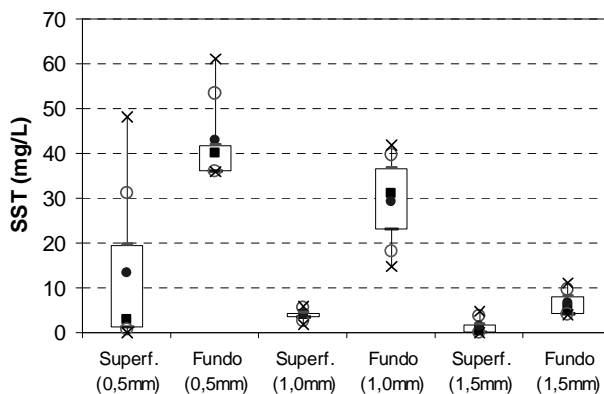 70
60
50
40
30
20
10
0
SST (mg/L)
Superf. Fundo Superf. Fundo Superf. Fundo
(0,5mm) (0,5mm) (1,0mm) (1,0mm) (1,5mm) (1,5mm)